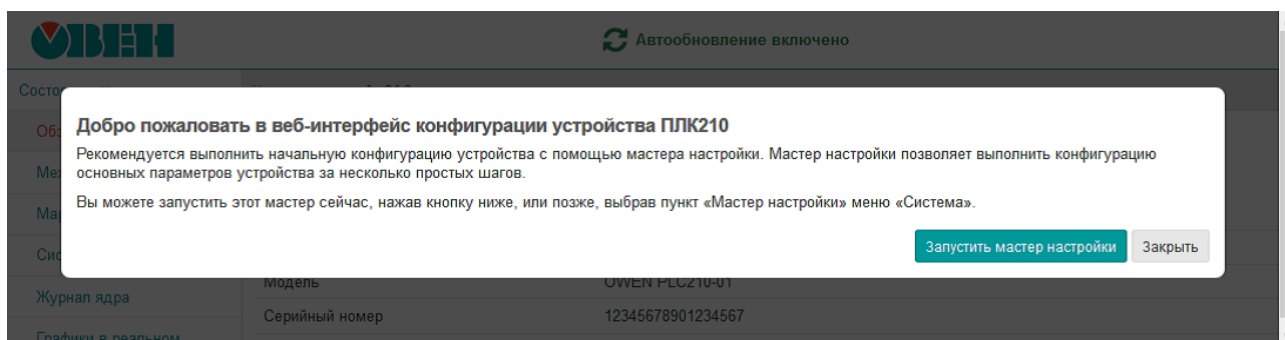 ОВЕН
Автообновление включено
Добро пожаловать в веб-интерфейс конфигурации устройства ПЛК210
Рекомендуется выполнить начальную конфигурацию устройства с помощью мастера настройки. Мастер настройки позволяет выполнить конфигурацию
основных параметров устройства за несколько простых шагов.
Вы можете запустить этот мастер сейчас, нажав кнопку ниже, или позже, выбрав пункт «Мастер настройки» меню «Система».
Запустить мастер настройки Закрыть
Модель OWEN PLC210-01
Журнал ядра
Серийный номер 12345678901234567
Графики в реальном